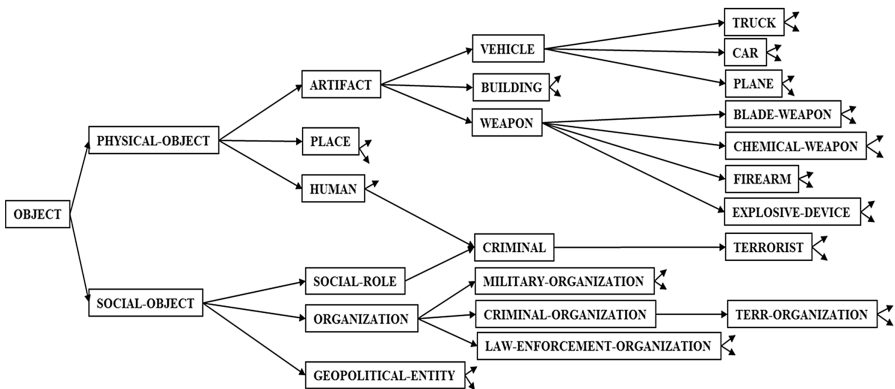 TRUCK
VEHICLE
CAR
ARTIFACT
BUILDING
PLANE
WEAPON
BLADE-WEAPON
PHYSICAL-OBJECT
PLACE
CHEMICAL-WEAPON
HUMAN
FIREARM
OBJECT
EXPLOSIVE-DEVICE
CRIMINAL
TERRORIST
SOCIAL-ROLE
MILITARY-ORGANIZATION
SOCIAL-OBJECT
ORGANIZATION
CRIMINAL-ORGANIZATION
TERR-ORGANIZATION
LAW-ENFORCEMENT-ORGANIZATION
GEOPOLITICAL-ENTITY